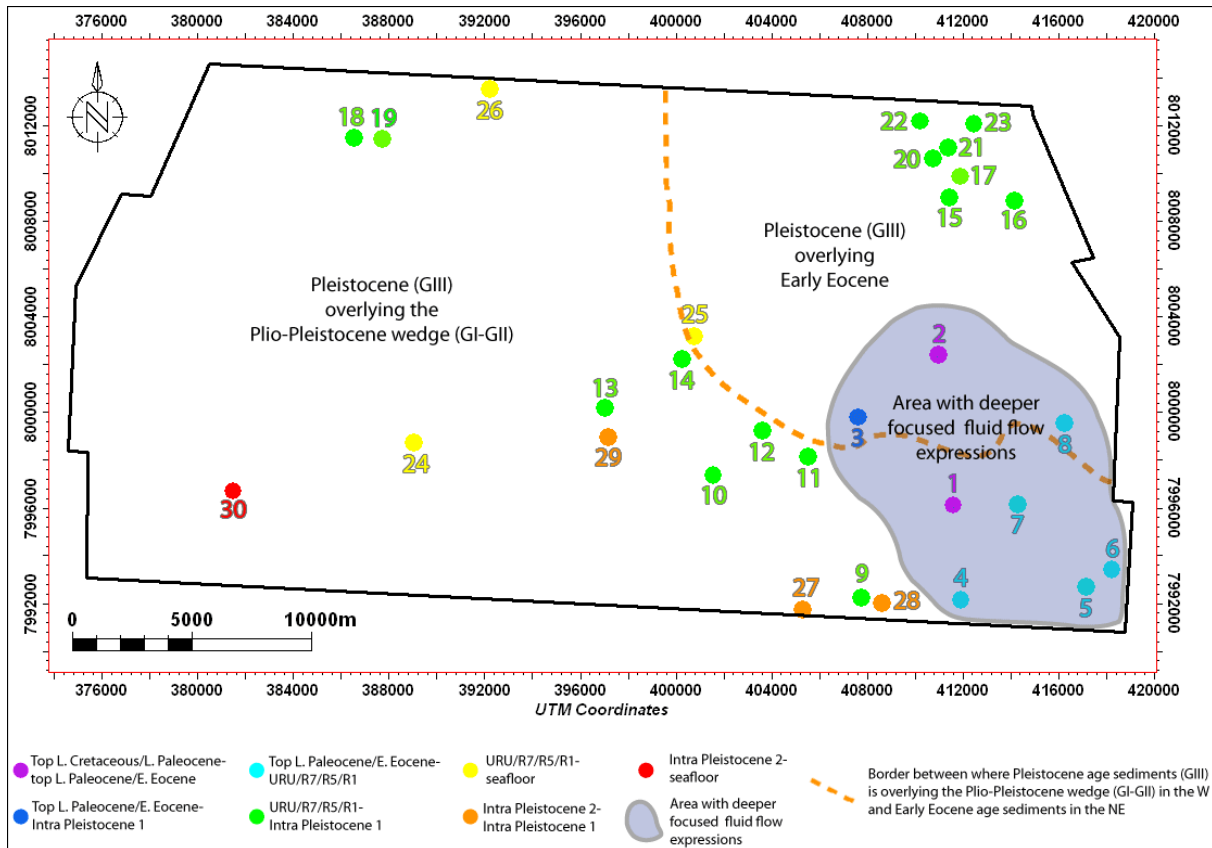 376000 380000 384000 388000 392000 396000 400000 404000 408000 412000 416000 420000
8012000
8008000
8004000
8000000
7996000
7992000
8012000
8008000
8004000
8000000
7996000
7992000
N
18 19
26
22 23
21
20
17
15 16
Pleistocene (GIII)
overlying
Early Eocene
Pleistocene (GIII)
overlying the
Plio-Pleistocene wedge (GI-GII)
25
14
13
2
Area with deeper
focused fluid flow
expressions
3
8
24
29
12
11
10
30
1
7
6
5
4
9
27
28
0 5000 10000m
376000 380000 384000 388000 392000 396000 400000 404000 408000 412000 416000 420000
UTM Coordinates
Top L. Cretaceous/L. Paleocene-
top L. Paleocene/E. Eocene
Top L. Paleocene/E. Eocene-
Intra Pleistocene 1
Top L. Paleocene/E. Eocene-
URU/R7/R5/R1
URU/R7/R5/R1-
Intra Pleistocene 1
URU/R7/R5/R1-
seafloor
Intra Pleistocene 2-
Intra Pleistocene 1
Intra Pleistocene 2-
seafloor
Area with deeper
focused fluid flow
expressions
Border between where Pleistocene age sediments (GIII)
is overlying the Plio-Pleistocene wedge (GI-GII) in the W
and Early Eocene age sediments in the NE